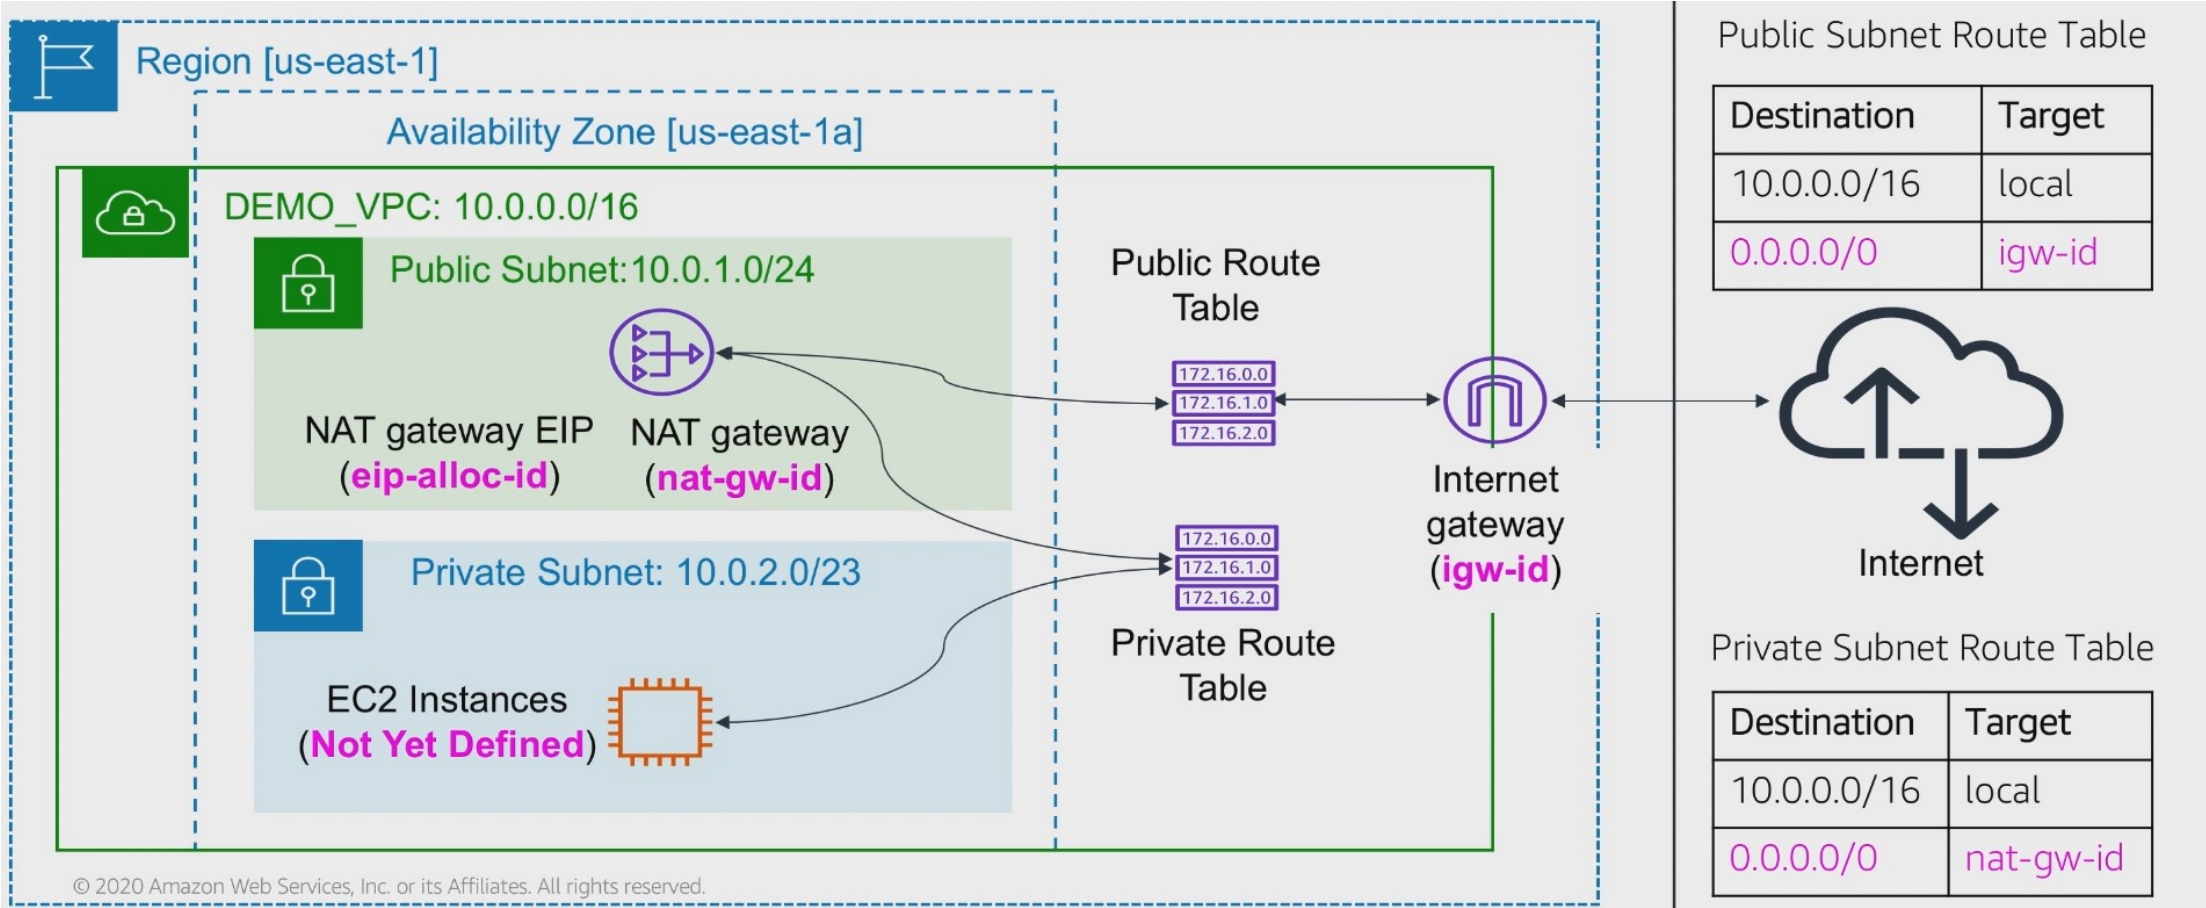 Region [us-east-1]
Availability Zone [us-east-1a]
DEMO_VPC: 10.0.0.0/16
Public Subnet:10.0.1.0/24
NAT gateway EIP
(eip-alloc-id)
NAT gateway
(nat-gw-id)
Private Subnet: 10.0.2.0/23
EC2 Instances
(Not Yet Defined)
Public Route
Table
172.16.0.0
172.16.1.0
172.16.2.0
172.16.0.0
172.16.1.0
172.16.2.0
Private Route
Table
Internet
gateway
(igw-id)
© 2020 Amazon Web Services, Inc. or its Affiliates. All rights reserved.
Public Subnet Route Table
Destination Target
10.0.0.0/16 local
0.0.0.0/0 igw-id
Internet
Private Subnet Route Table
Destination Target
10.0.0.0/16 local
0.0.0.0/0 nat-gw-id